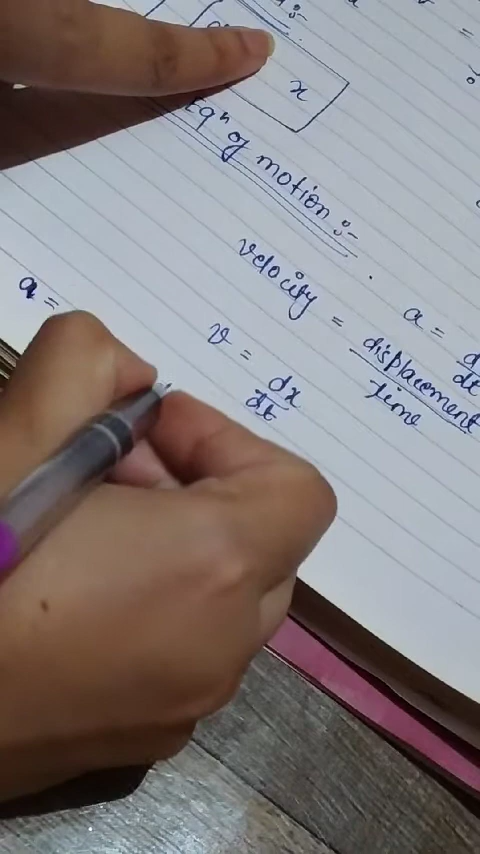 x
Eqⁿ of motion :-
velocity = displacement
time
a = d
dt
v = dx
dt
a =